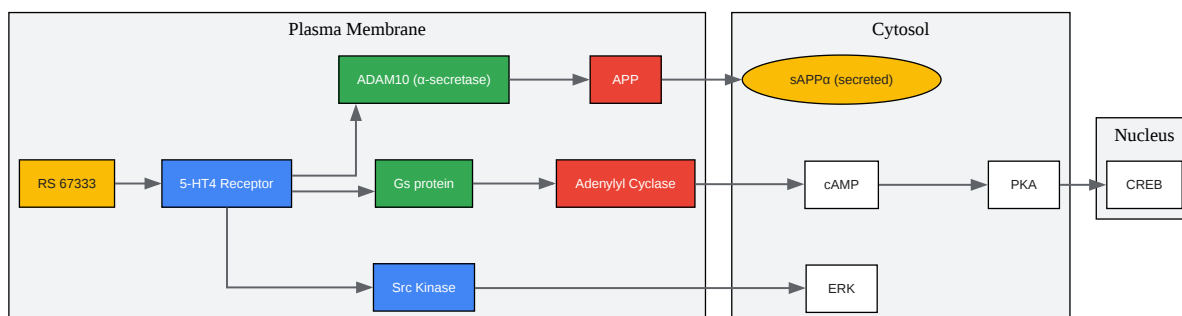 Plasma Membrane
Cytosol
ADAM10 (α-secretase)
APP
sAPPα (secreted)
Nucleus
RS 67333
5-HT4 Receptor
Gs protein
Adenylyl Cyclase
cAMP
PKA
CREB
Src Kinase
ERK